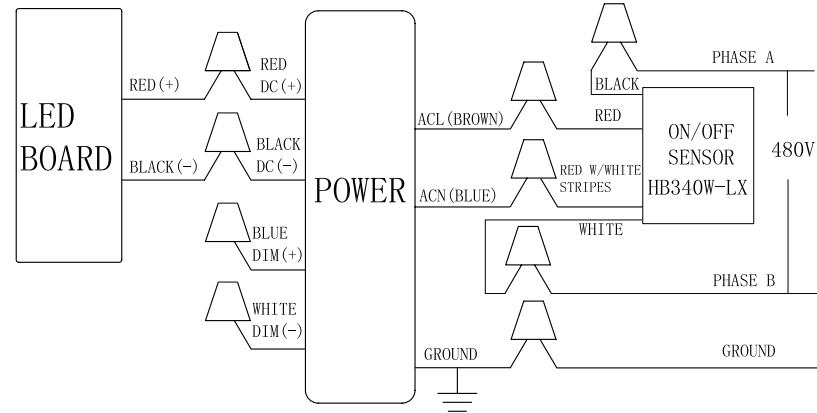 LED
BOARD
RED(+)
BLACK(-)
RED
DC(+)
BLACK
DC(-)
BLUE
DIM(+)
WHITE
DIM(-)
POWER
ACL(BROWN)
ACN(BLUE)
GROUND
PHASE A
BLACK
RED
RED W/WHITE
STRIPES
WHITE
ON/OFF
SENSOR
HB340W-LX
480V
PHASE B
GROUND